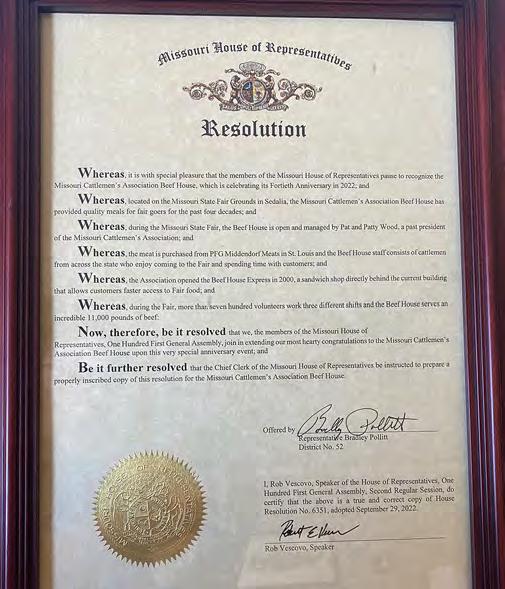 Missouri House of Representatives
Resolution
Whereas, it is with special pleasure that the members of the Missouri House of Representatives pause to recognize the
Missouri Cattlemen's Association Beef House, which is celebrating its Fortieth Anniversary in 2022; and
Whereas, located on the Missouri State Fair Grounds in Sedalia, the Missouri Cattlemen's Association Beef House has
provided quality meals for fair goers for the past four decades; and
Whereas, during the Missouri State Fair, the Beef House is open and managed by Pat and Patty Wood, a past president
of the Missouri Cattlemen's Association; and
Whereas, the meat is purchased from PFG Middendorf Meats in St. Louis and the Beef House staff consists of cattlemen
from across the state who enjoy coming to the Fair and spending time with customers; and
Whereas, the Association opened the Beef House Express in 2000, a sandwich shop directly behind the current building
that allows customers faster access to Fair food; and
Whereas, during the Fair, more than seven hundred volunteers work three different shifts and the Beef House serves an
incredible 11,000 pounds of beef:
Now, therefore, be it resolved that we, the members of the Missouri House of
Representatives, One Hundred First General Assembly, join in extending our most hearty congratulations to the Missouri Cattlemen's
Association Beef House upon this very special anniversary event; and
Be it further resolved that the Chief Clerk of the Missouri House of Representatives be instructed to prepare a
properly inscribed copy of this resolution for the Missouri Cattlemen's Association Beef House.
Offered by
Representative Bradley Pollitt
District No. 52
I, Rob Vescovo, Speaker of the House of Representatives, One
Hundred First General Assembly, Second Regular Session, do
certify that the above is a true and correct copy of House
Resolution No. 6351, adopted September 29, 2022.
Rob Vescovo, Speaker